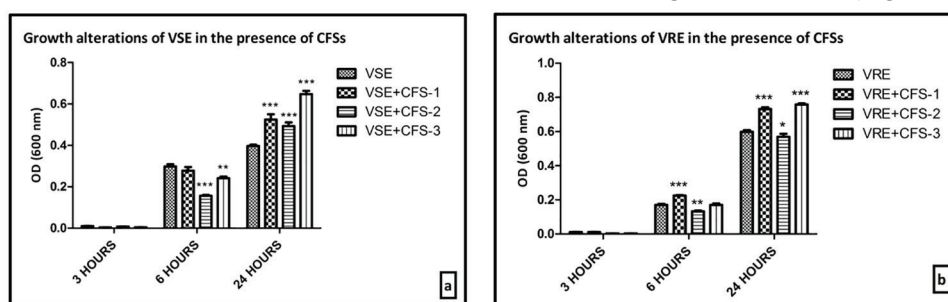 Growth alterations of VSE in the presence of CFSs
0.8
0.6
0.4
0.2
0.0
OD (600 nm)
***
***
***
***
**
VSE
VSE+CFS-1
VSE+CFS-2
VSE+CFS-3
3 HOURS
6 HOURS
24 HOURS
a
Growth alterations of VRE in the presence of CFSs
1.0
0.8
0.6
0.4
0.2
0.0
OD (600 nm)
***
***
*
***
**
VRE
VRE+CFS-1
VRE+CFS-2
VRE+CFS-3
3 HOURS
6 HOURS
24 HOURS
b